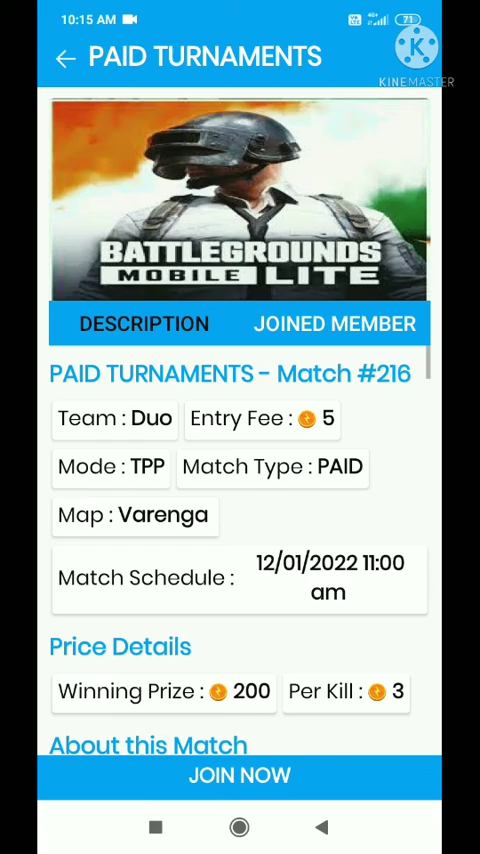 10:15 AM
71
KINEMASTER
PAID TURNAMENTS
BATTLEGROUNDS
MOBILE LITE
DESCRIPTION JOINED MEMBER
PAID TURNAMENTS - Match #216
Team : Duo Entry Fee : 5
Mode : TPP Match Type : PAID
Map : Varenga
Match Schedule : 12/01/2022 11:00
am
Price Details
Winning Prize : 200 Per Kill : 3
About this Match
JOIN NOW